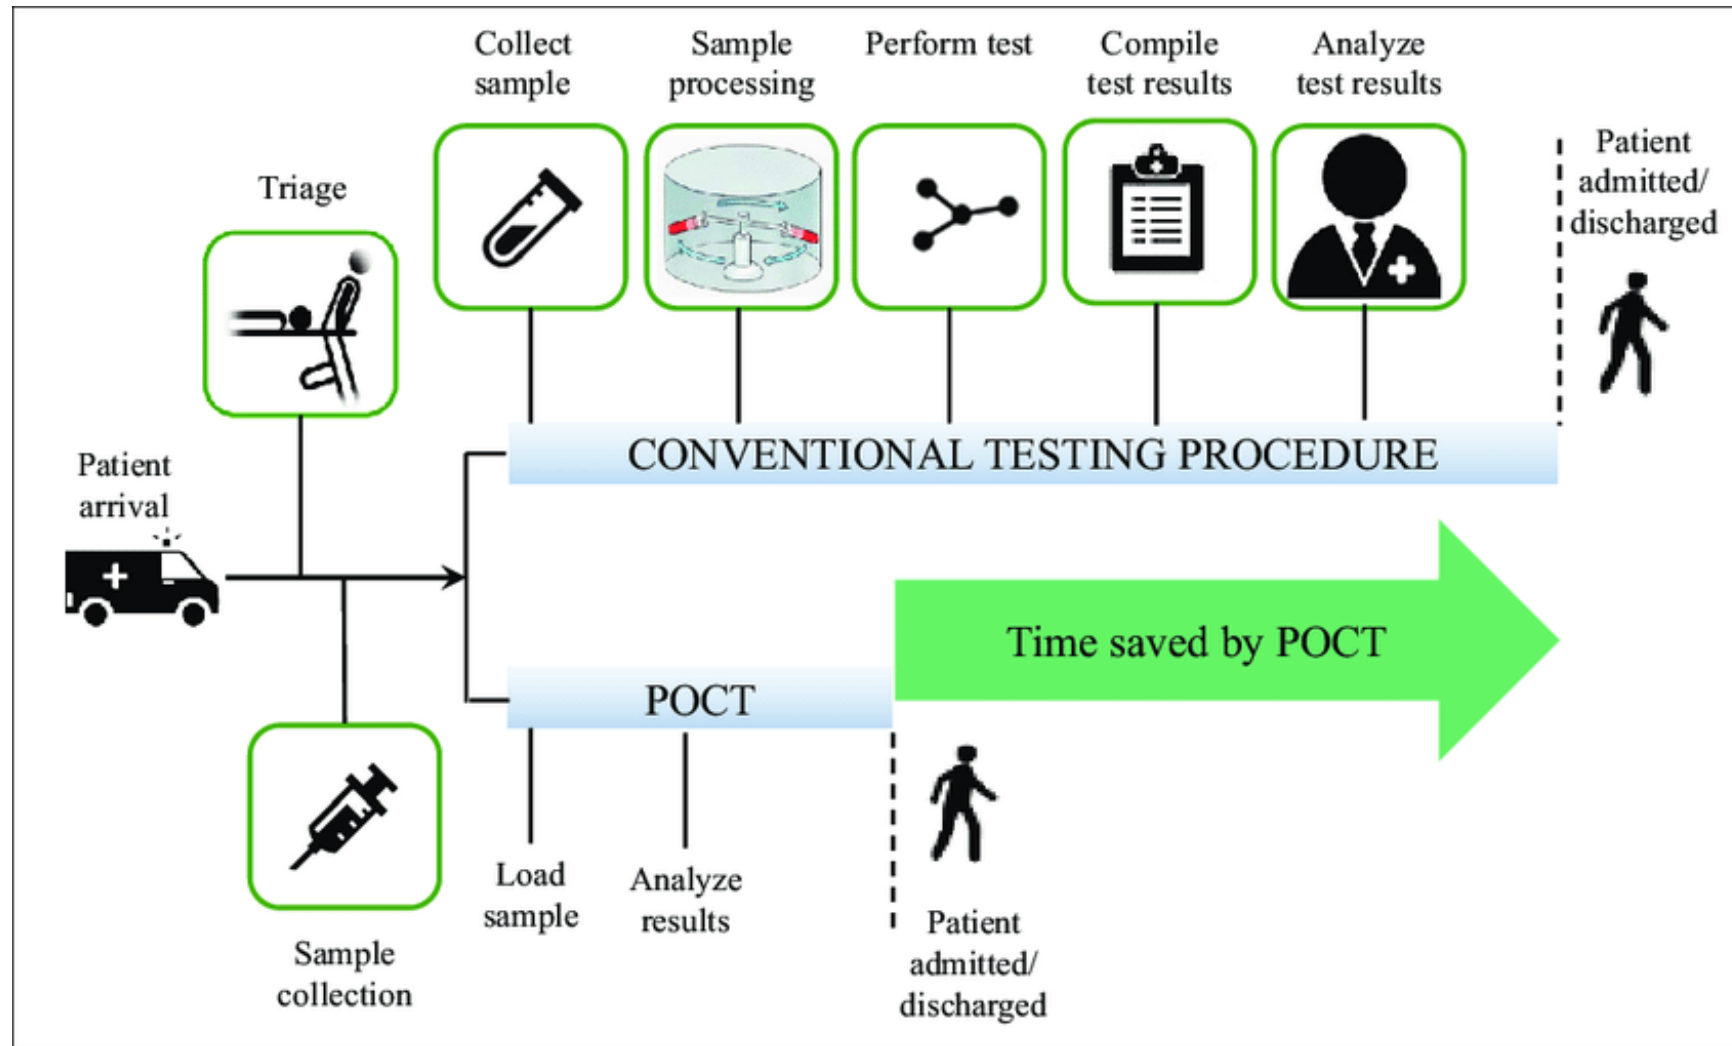 Collect
sample
Sample
processing
Perform test
Compile
test results
Analyze
test results
Patient
admitted/
discharged
Triage
CONVENTIONAL TESTING PROCEDURE
Patient
arrival
Time saved by POCT
POCT
Load
sample
Analyze
results
Patient
admitted/
discharged
Sample
collection